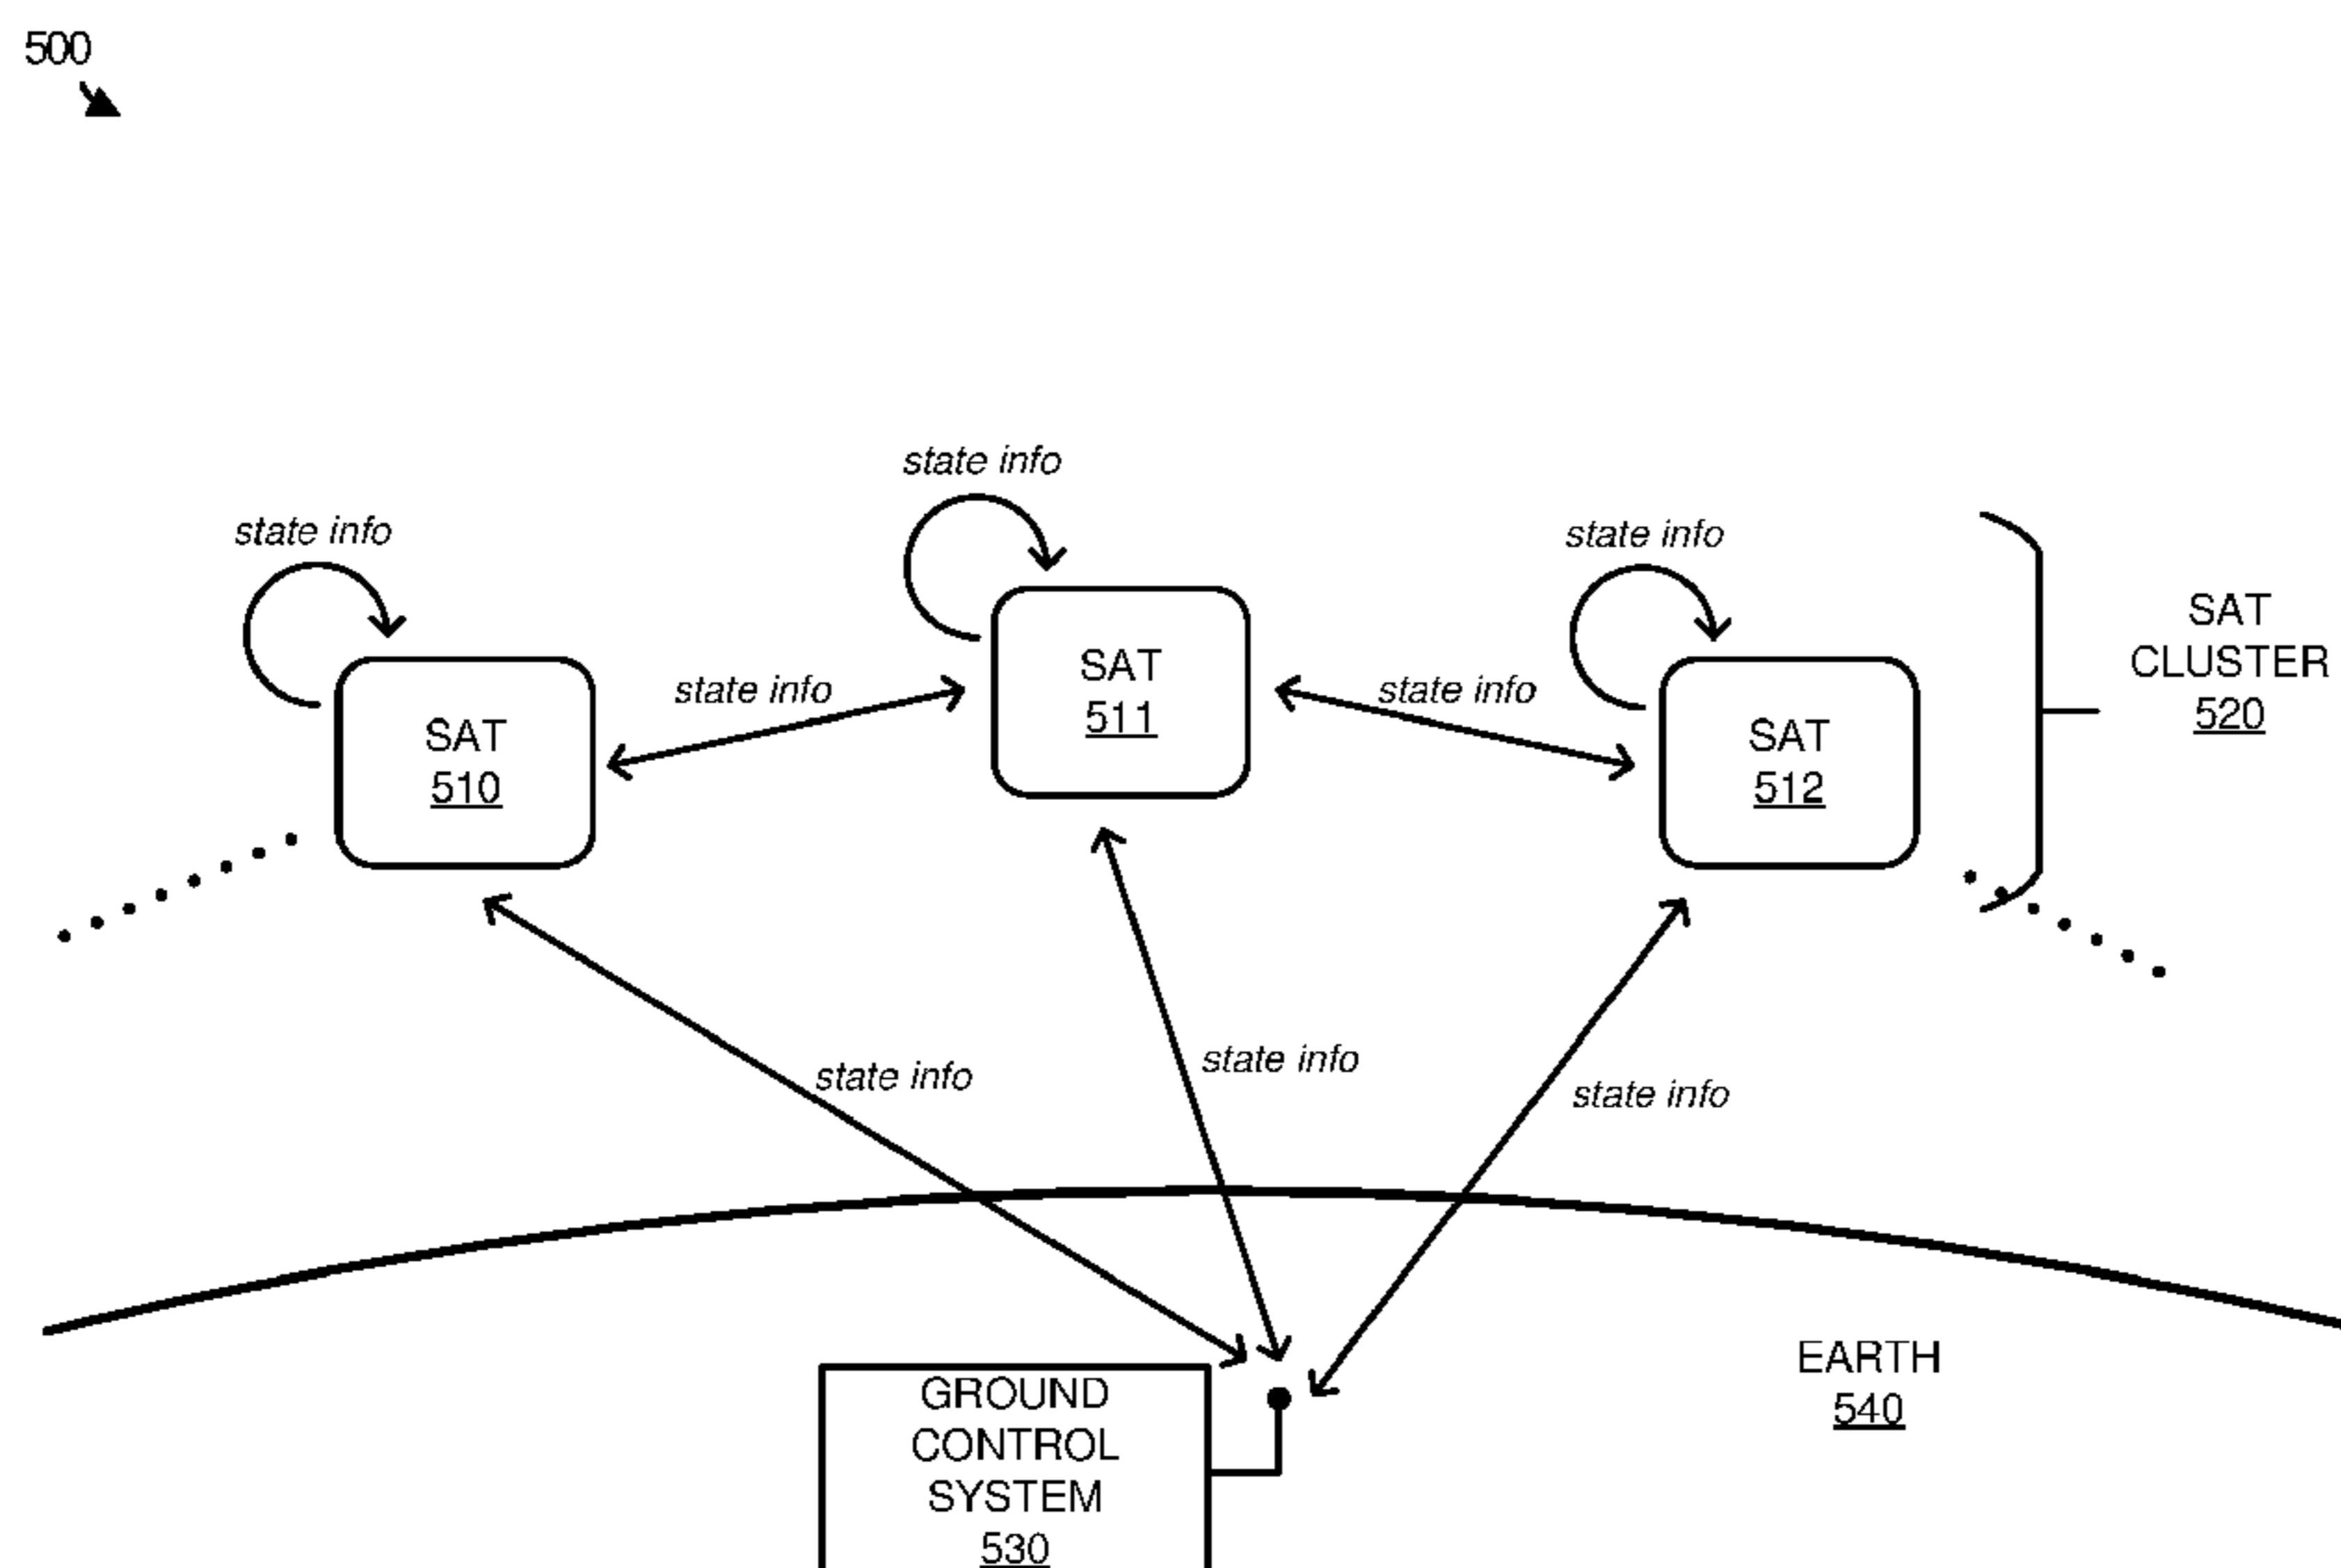 500
state info
state info
state info
SAT
CLUSTER
520
SAT
511
state info
state info
SAT
510
SAT
512
state info
state info
state info
EARTH
540
GROUND
CONTROL
SYSTEM
530